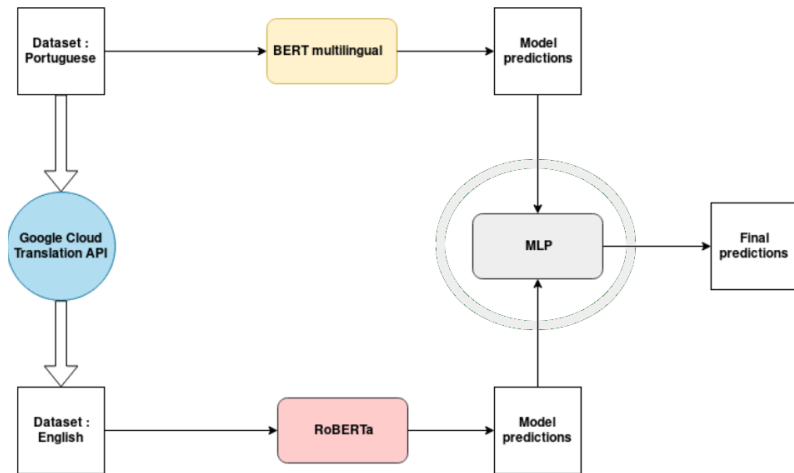 Dataset :
Portuguese
BERT multilingual
Model
predictions
Google Cloud
Translation API
MLP
Final
predictions
Dataset :
English
RoBERTa
Model
predictions